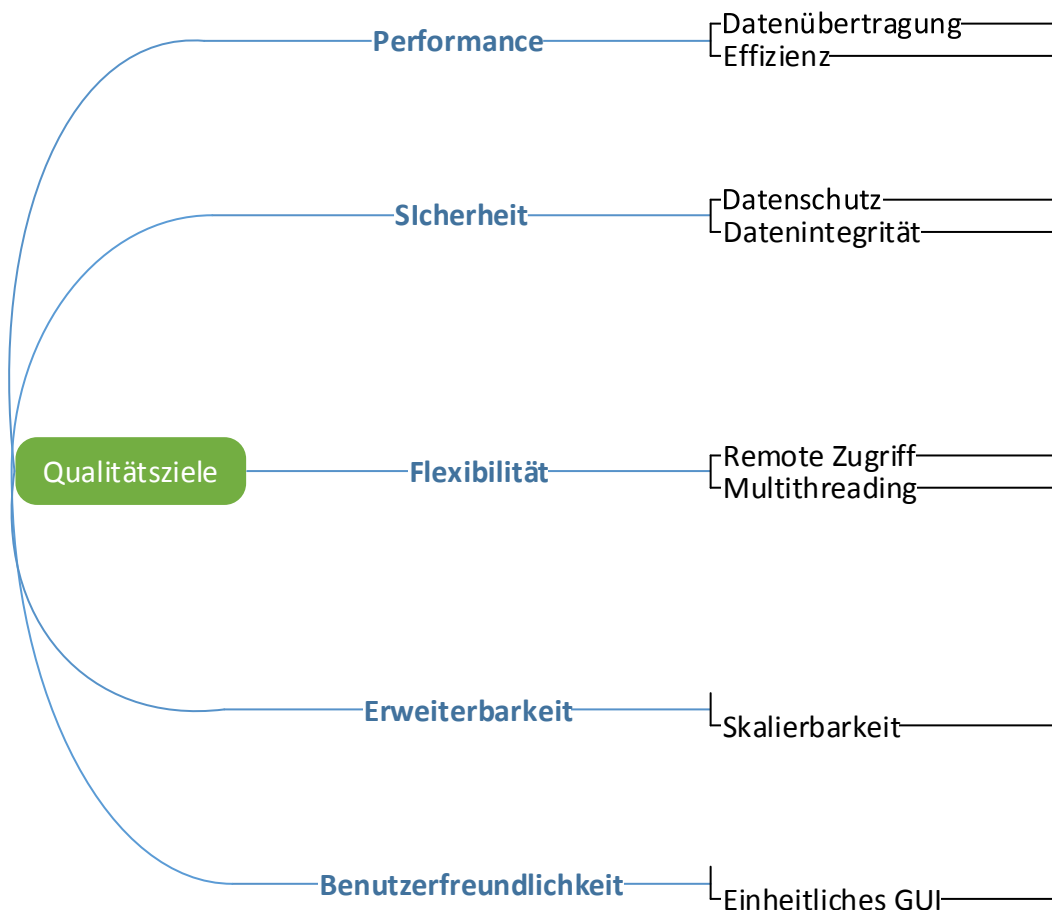 Performance
Datenübertragung
Effizienz
SIcherheit
Datenschutz
Datenintegrität
Qualitätsziele
Flexibilität
Remote Zugriff
Multithreading
Erweiterbarkeit
Skalierbarkeit
Benutzerfreundlichkeit
Einheitliches GUI